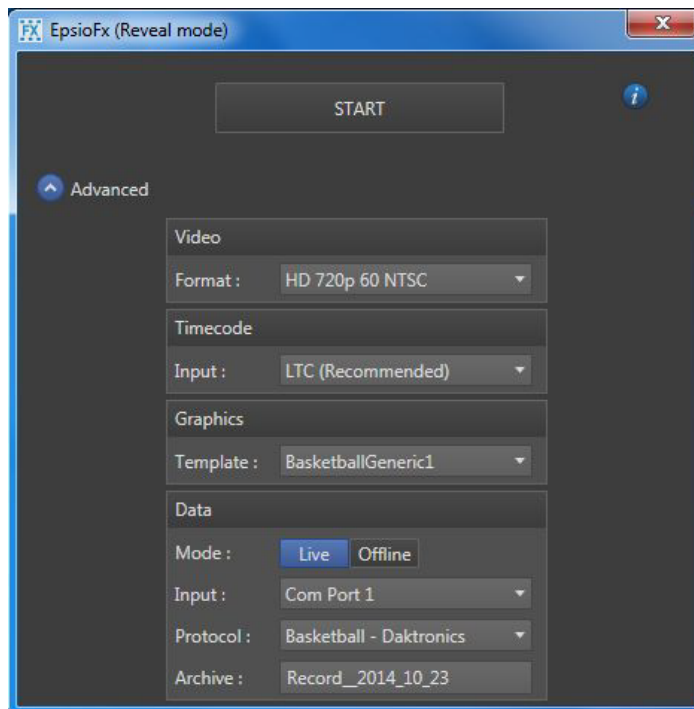 FX EpsioFx (Reveal mode)
START
Advanced
Video
Format : HD 720p 60 NTSC
Timecode
Input : LTC (Recommended)
Graphics
Template : BasketballGeneric1
Data
Mode : Live Offline
Input : Com Port 1
Protocol : Basketball - Daktronics
Archive : Record__2014_10_23